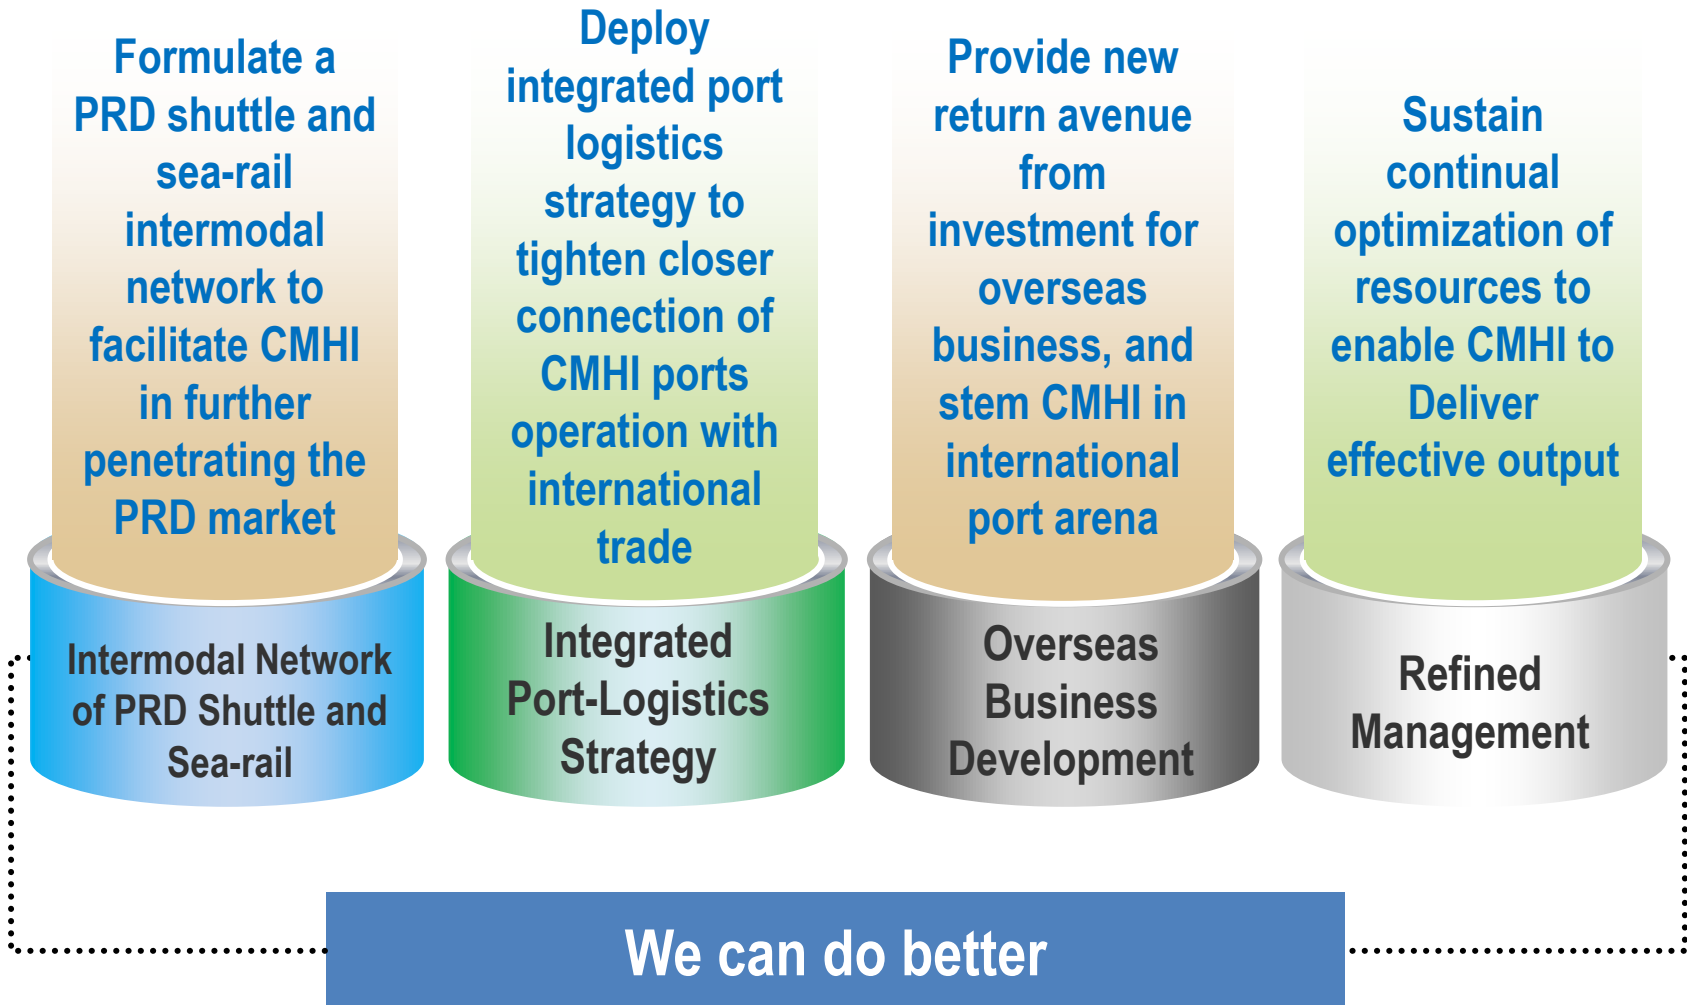 Formulate a
PRD shuttle and
sea-rail
intermodal
network to
facilitate CMHI
in further
penetrating the
PRD market
Deploy
integrated port
logistics
strategy to
tighten closer
connection of
CMHI ports
operation with
international
trade
Provide new
return avenue
from
investment for
overseas
business, and
stem CMHI in
international
port arena
Sustain
continual
optimization of
resources to
enable CMHI to
Deliver
effective output
Intermodal Network
of PRD Shuttle and
Sea-rail
Integrated
Port-Logistics
Strategy
Overseas
Business
Development
Refined
Management
We can do better